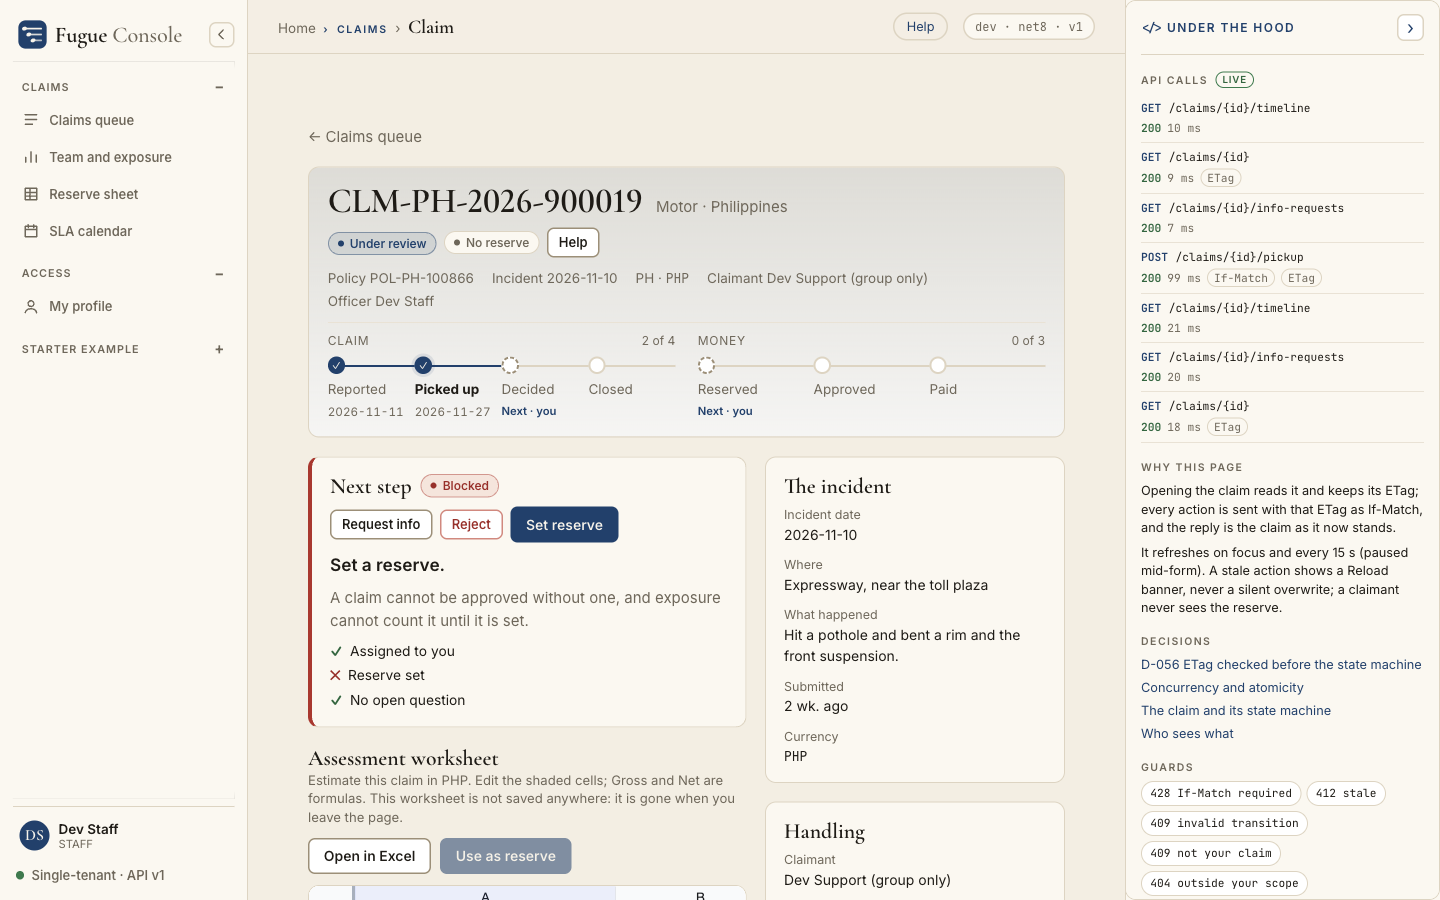 Fugue Console
CLAIMS
Claims queue
Team and exposure
Reserve sheet
SLA calendar
ACCESS
My profile
STARTER EXAMPLE
DS
Dev Staff
STAFF
Single-tenant · API v1
Home › CLAIMS › Claim
Help
dev · net8 · v1
← Claims queue
CLM-PH-2026-900019 Motor · Philippines
Under review
No reserve
Help
Policy POL-PH-100866 Incident 2026-11-10 PH · PHP Claimant Dev Support (group only)
Officer Dev Staff
CLAIM 2 of 4
Reported Picked up Decided Closed
2026-11-11 2026-11-27 Next · you
MONEY 0 of 3
Reserved Approved Paid
Next · you
Next step Blocked
Request info Reject Set reserve
Set a reserve.
A claim cannot be approved without one, and exposure
cannot count it until it is set.
Assigned to you
Reserve set
No open question
Assessment worksheet
Estimate this claim in PHP. Edit the shaded cells; Gross and Net are
formulas. This worksheet is not saved anywhere: it is gone when you
leave the page.
Open in Excel Use as reserve
A B
The incident
Incident date
2026-11-10
Where
Expressway, near the toll plaza
What happened
Hit a pothole and bent a rim and the
front suspension.
Submitted
2 wk. ago
Currency
PHP
Handling
Claimant
Dev Support (group only)
</> UNDER THE HOOD
API CALLS LIVE
GET /claims/{id}/timeline
200 10 ms
GET /claims/{id}
200 9 ms ETag
GET /claims/{id}/info-requests
200 7 ms
POST /claims/{id}/pickup
200 99 ms If-Match ETag
GET /claims/{id}/timeline
200 21 ms
GET /claims/{id}/info-requests
200 20 ms
GET /claims/{id}
200 18 ms ETag
WHY THIS PAGE
Opening the claim reads it and keeps its ETag;
every action is sent with that ETag as If-Match,
and the reply is the claim as it now stands.
It refreshes on focus and every 15 s (paused
mid-form). A stale action shows a Reload
banner, never a silent overwrite; a claimant
never sees the reserve.
DECISIONS
D-056 ETag checked before the state machine
Concurrency and atomicity
The claim and its state machine
Who sees what
GUARDS
428 If-Match required
412 stale
409 invalid transition
409 not your claim
404 outside your scope